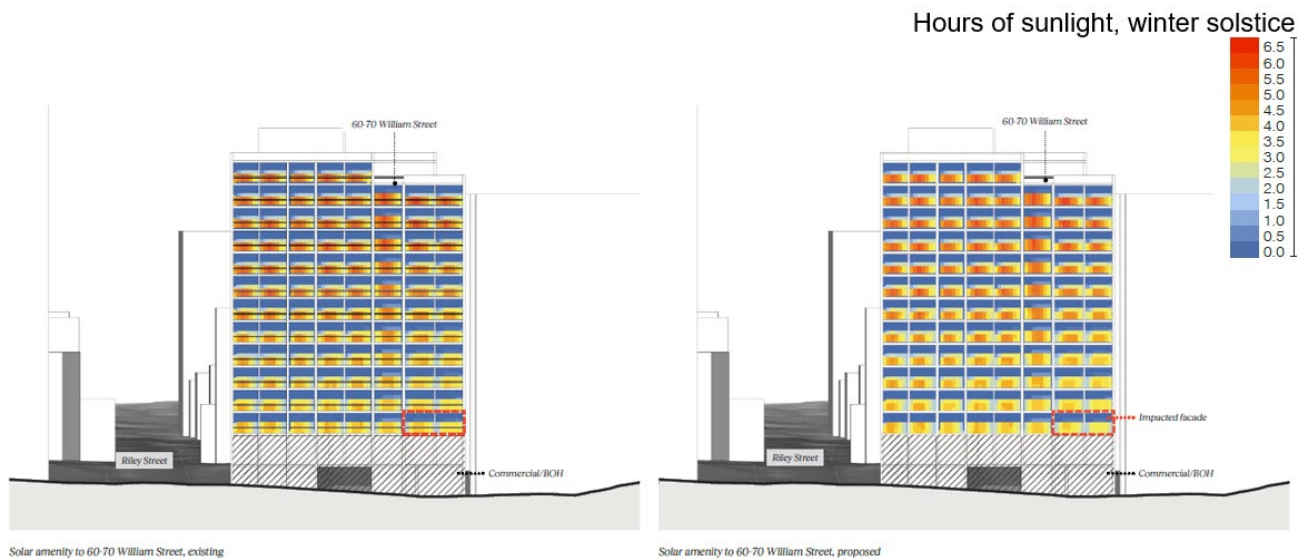 Hours of sunlight, winter solstice
6.5
6.0
5.5
5.0
4.5
4.0
3.5
3.0
2.5
2.0
1.5
1.0
0.5
0.0
60-70 William Street
Riley Street
Commercial/BOH
Solar amenity to 60-70 William Street, existing
60-70 William Street
Impacted facade
Riley Street
Commercial/BOH
Solar amenity to 60-70 William Street, proposed